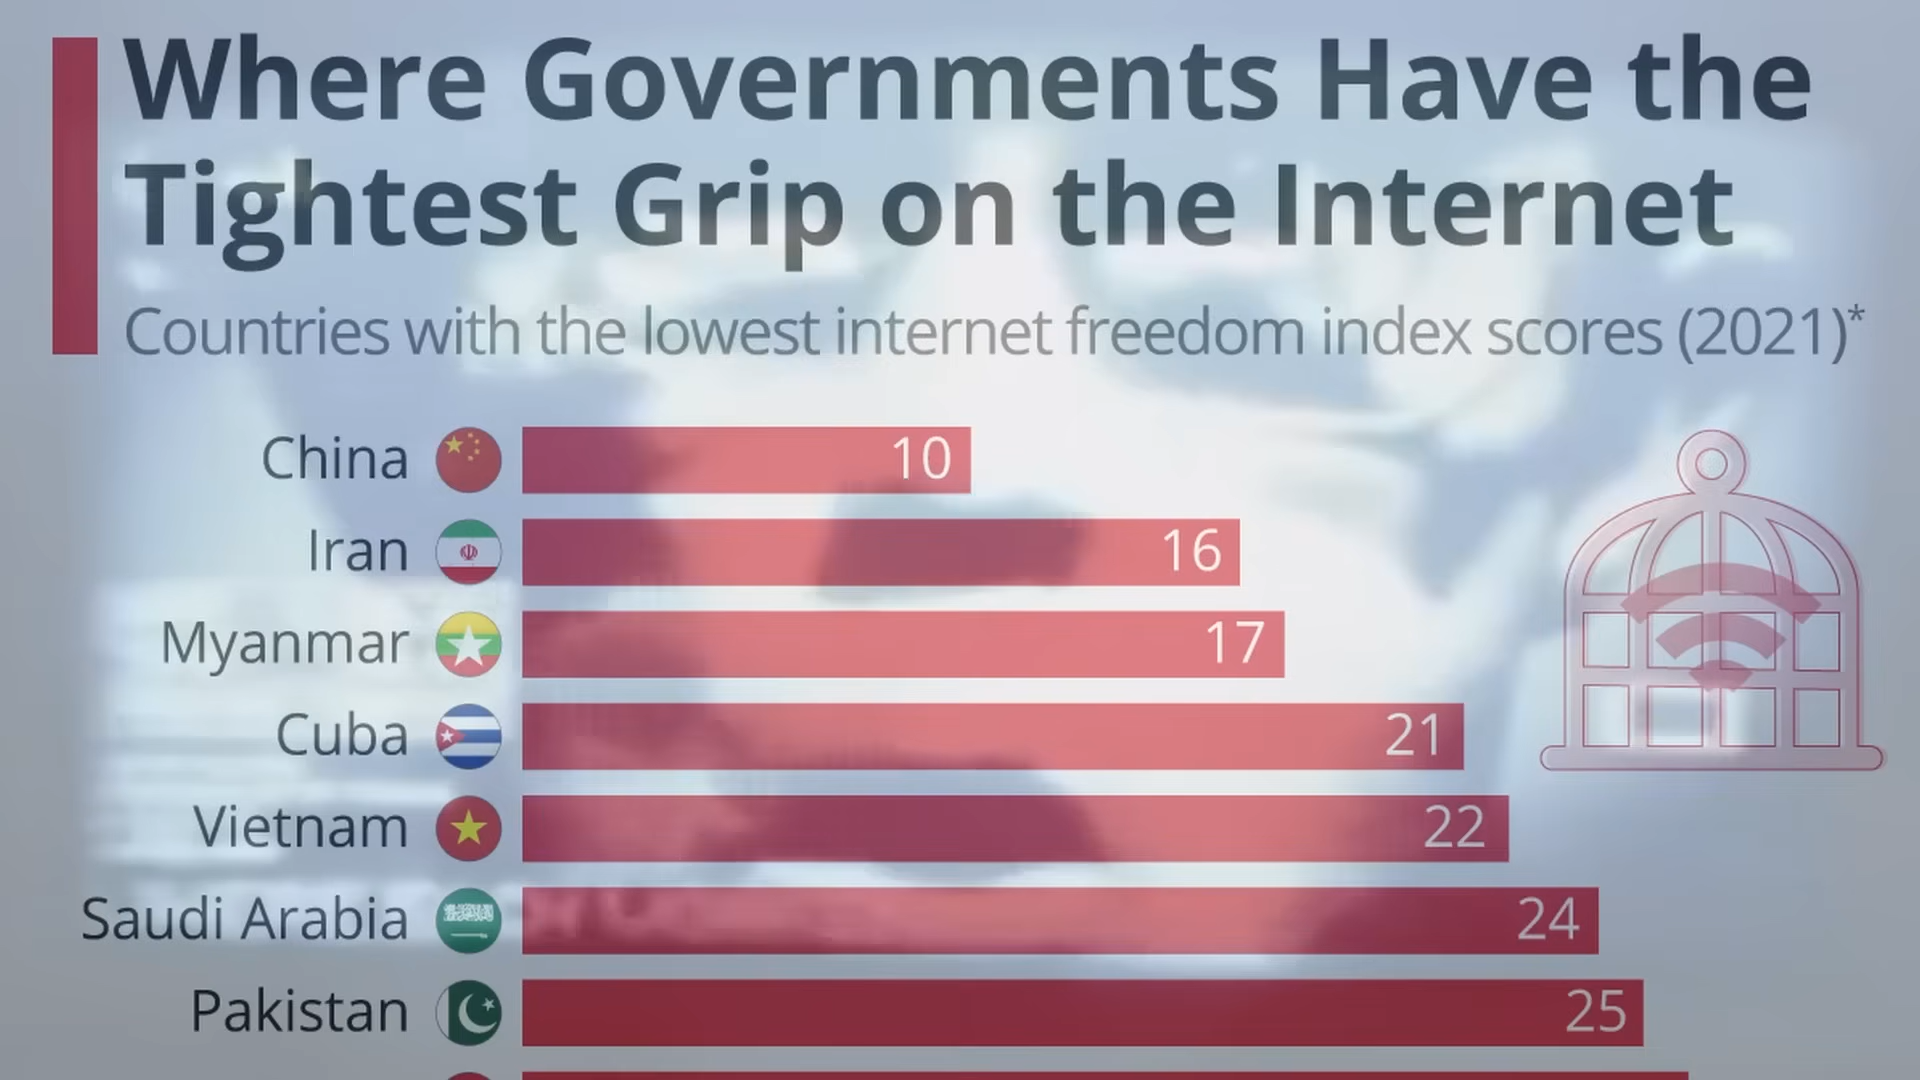 Where Governments Have the
Tightest Grip on the Internet
Countries with the lowest internet freedom index scores (2021)*
China 10
Iran 16
Myanmar 17
Cuba 21
Vietnam 22
Saudi Arabia 24
Pakistan 25